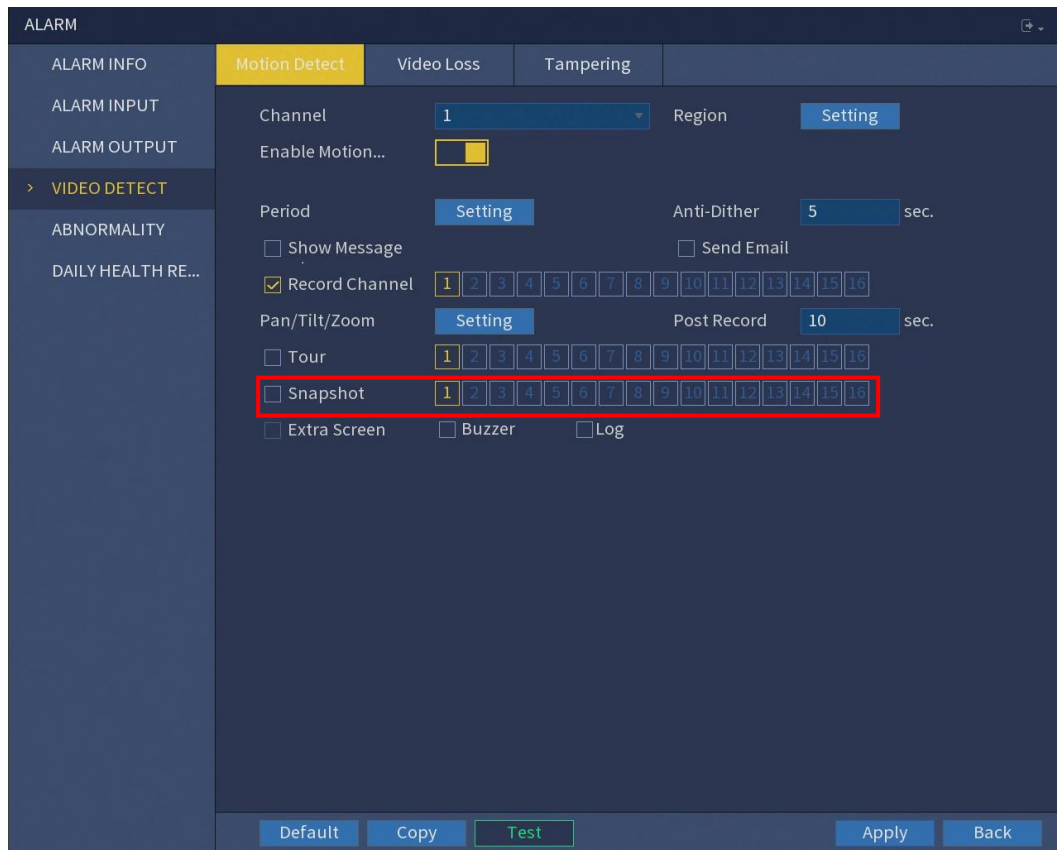 ALARM
ALARM INFO
ALARM INPUT
ALARM OUTPUT
> VIDEO DETECT
ABNORMALITY
DAILY HEALTH RE...
Motion Detect Video Loss Tampering
Channel 1 Region Setting
Enable Motion...
Period Setting Anti-Dither 5 sec.
Show Message Send Email
Record Channel 1 2 3 4 5 6 7 8 9 10 11 12 13 14 15 16
Pan/Tilt/Zoom Setting Post Record 10 sec.
Tour 1 2 3 4 5 6 7 8 9 10 11 12 13 14 15 16
Snapshot 1 2 3 4 5 6 7 8 9 10 11 12 13 14 15 16
Extra Screen Buzzer Log
Default Copy Test Apply Back